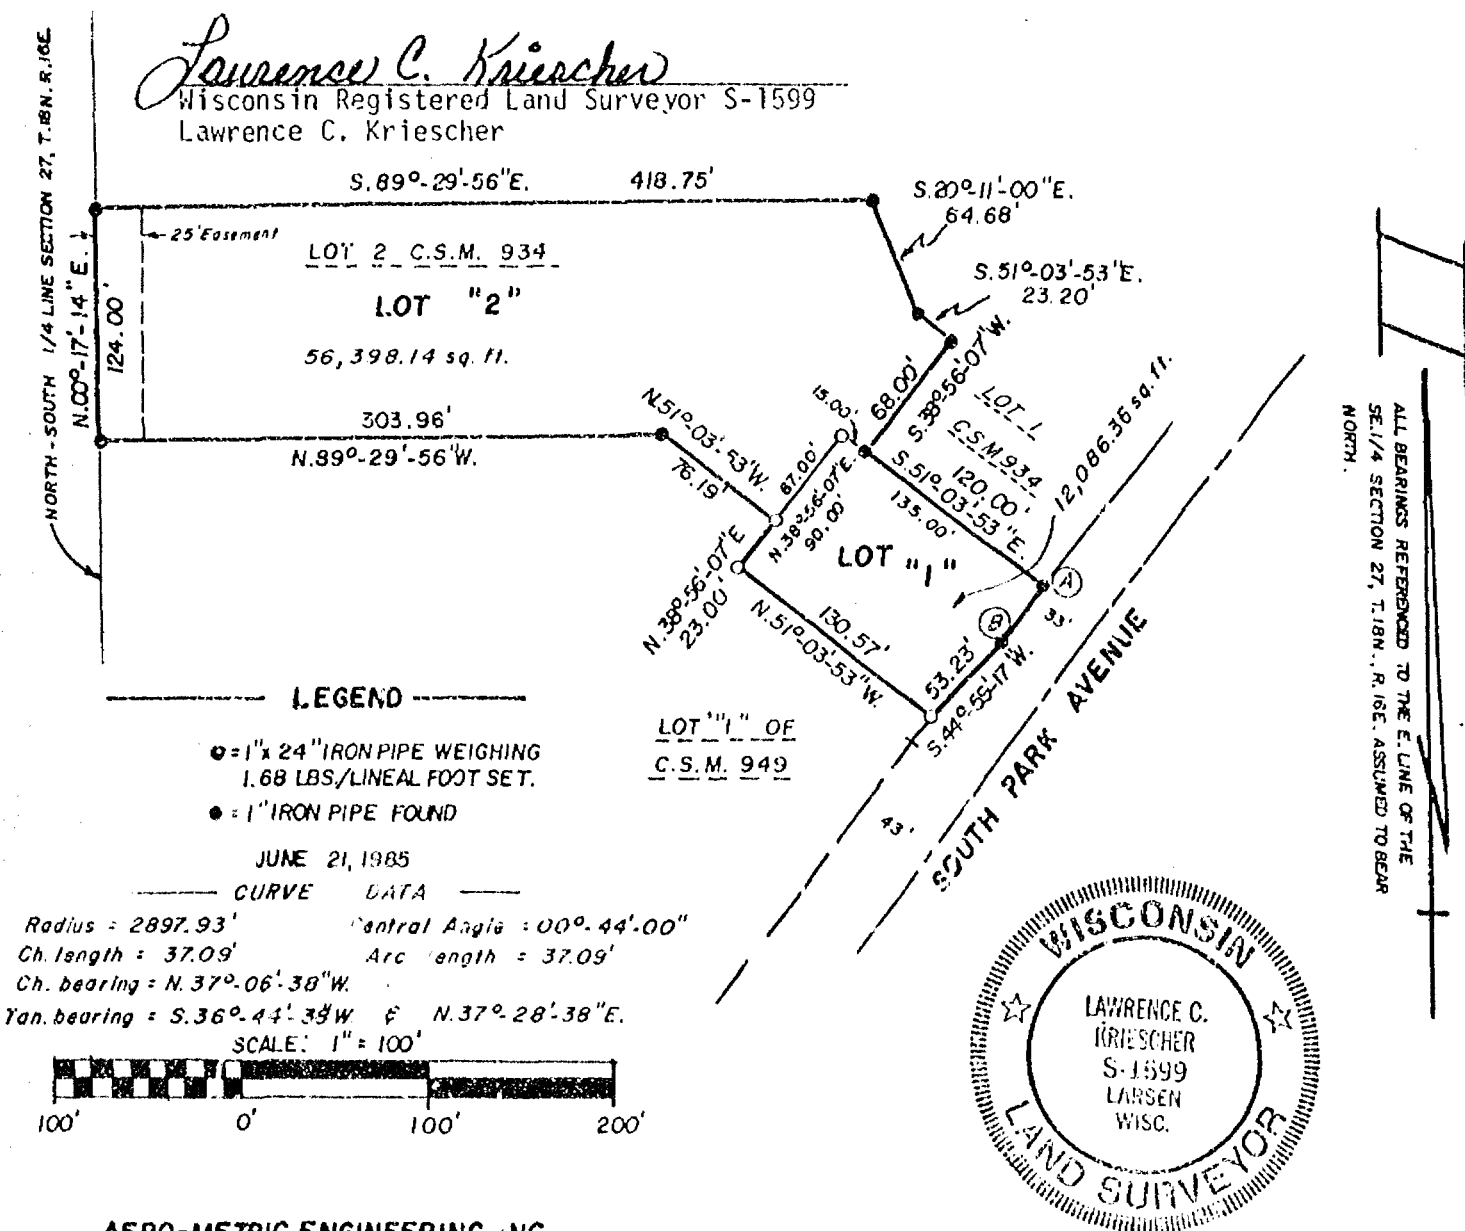 Laurence C. Kriescher
Wisconsin Registered Land Surveyor S-1599
Lawrence C. Kriescher
NORTH-SOUTH 1/4 LINE SECTION 27, T.18N. R.16E.
S.89°-29'-56"E. 418.75'
S.20°-11'-00"E.
64.68'
25' Easement
LOT 2 C.S.M. 934
LOT "2"
56,398.14 sq. ft.
N.00°-17'-14"E.
124.00'
S.51°-03'-53"E.
23.20'
68.00'
S.38°-56'-07"W.
303.96'
N.89°-29'-56"W.
N.51°-03'-53"W.
76.19'
15.00'
67.00'
N.38°-56'-07"E.
90.00'
LOT 1
C.S.M. 934
120.00'
S.51°-03'-53"E.
135.00'
12,086.36 sq. ft.
LOT "1"
N.38°-56'-07"E
23.00'
130.57'
N.51°-03'-53"W.
A
B
33'
53.23'
S.44°-55'-17"W.
SOUTH PARK AVENUE
43'
LOT "1" OF
C.S.M. 949
ALL BEARINGS REFERENCED TO THE E. LINE OF THE
SE.1/4 SECTION 27, T.18N., R.16E. ASSUMED TO BEAR
NORTH.
LEGEND
= 1" x 24" IRON PIPE WEIGHING
1.68 LBS/LINEAL FOOT SET.
= 1" IRON PIPE FOUND
JUNE 21, 1985
CURVE DATA
Radius = 2897.93' entral Angle = 00°-44'-00"
Ch. length = 37.09' Arc ength = 37.09'
Ch. bearing = N. 37°-06'-38"W.
Tan. bearing = S.36°-44'- W. & N.37°-28'-38"E.
SCALE: 1" = 100'
100' 0' 100' 200'
WISCONSIN
LAWRENCE C.
KRIESCHER
S-1599
LARSEN
WISC.
LAND SURVEYOR
AERO-METRIC ENGINEERING